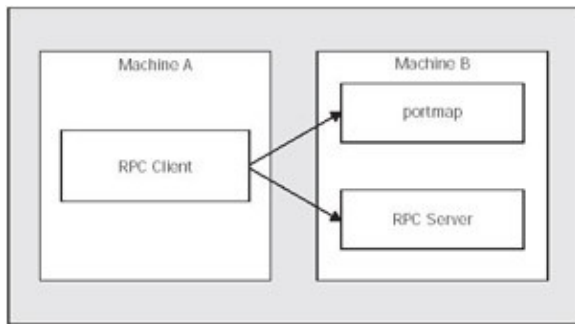 Machine A
Machine B
portmap
RPC Client
RPC Server